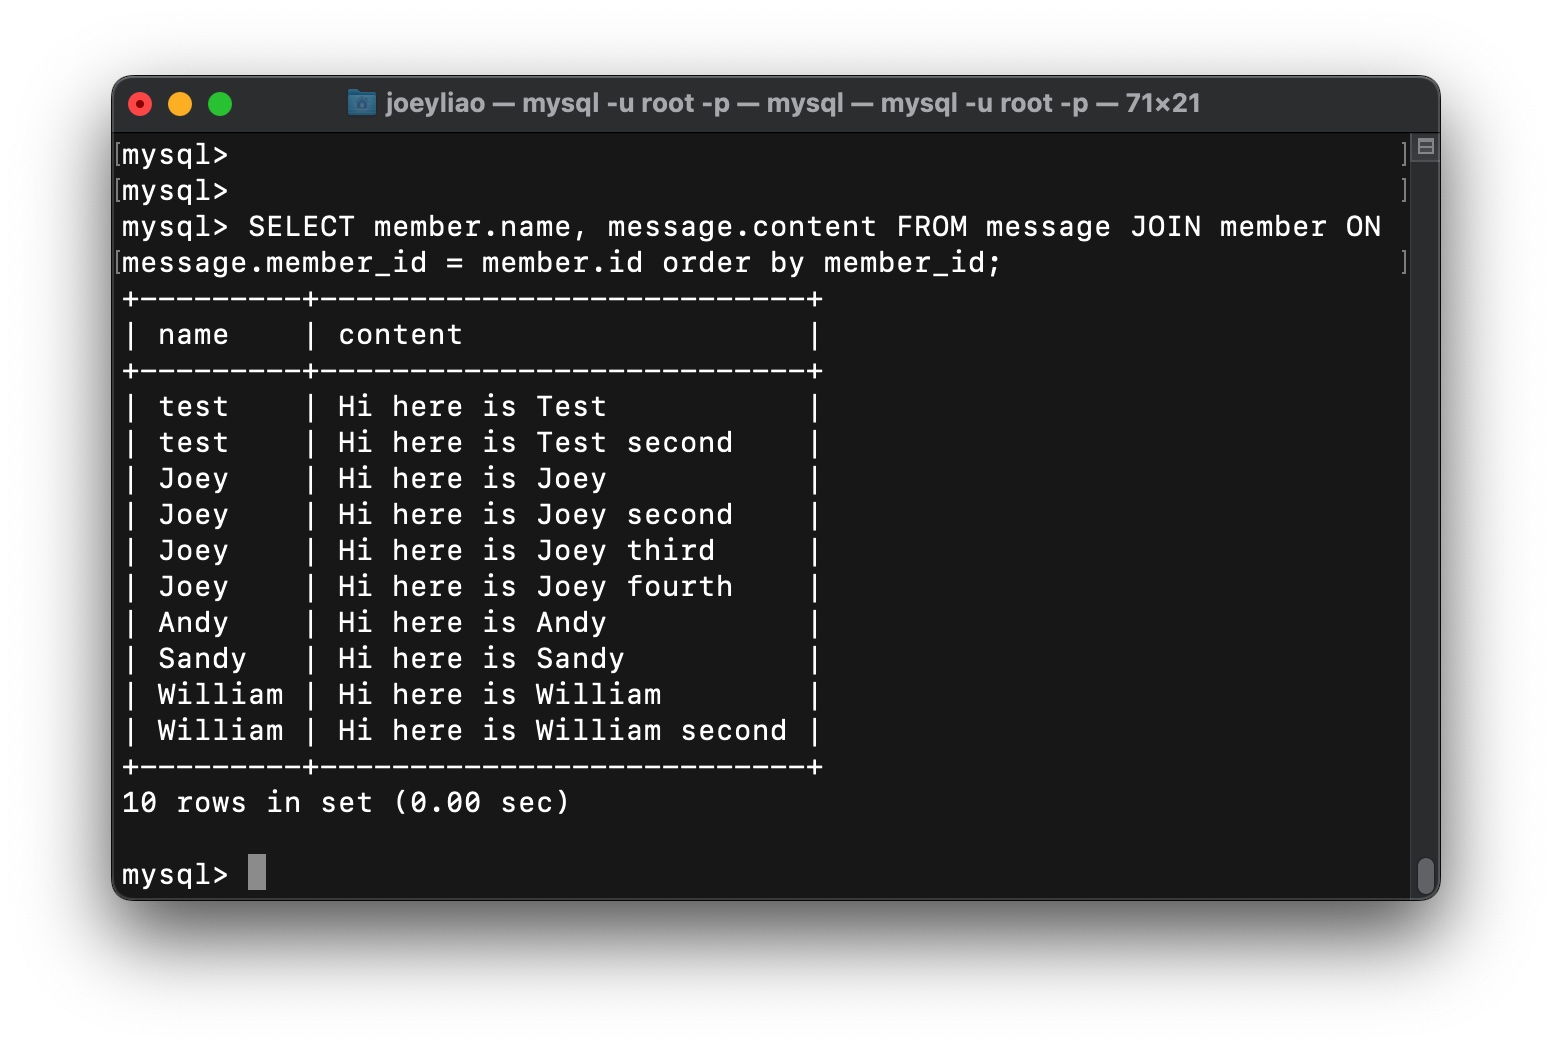 joeyliao — mysql -u root -p — mysql — mysql -u root -p — 71×21
[mysql> ]
[mysql> ]
mysql> SELECT member.name, message.content FROM message JOIN member ON
[message.member_id = member.id order by member_id; ]
+---------+---------------------------+
| name    | content                   |
+---------+---------------------------+
| test    | Hi here is Test           |
| test    | Hi here is Test second    |
| Joey    | Hi here is Joey           |
| Joey    | Hi here is Joey second    |
| Joey    | Hi here is Joey third     |
| Joey    | Hi here is Joey fourth    |
| Andy    | Hi here is Andy           |
| Sandy   | Hi here is Sandy          |
| William | Hi here is William        |
| William | Hi here is William second |
+---------+---------------------------+
10 rows in set (0.00 sec)
mysql>